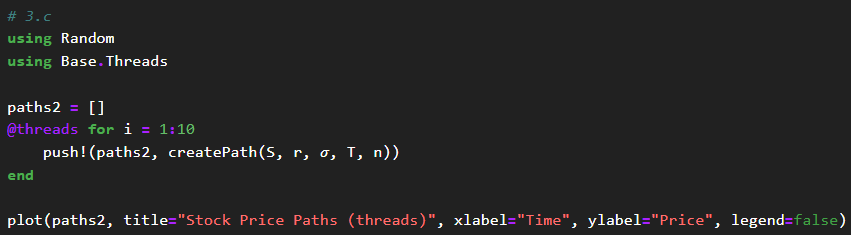 # 3.c
using Random
using Base.Threads
paths2 = []
@threads for i = 1:10
push!(paths2, createPath(S, r, σ, T, n))
end
plot(paths2, title="Stock Price Paths (threads)", xlabel="Time", ylabel="Price", legend=false)